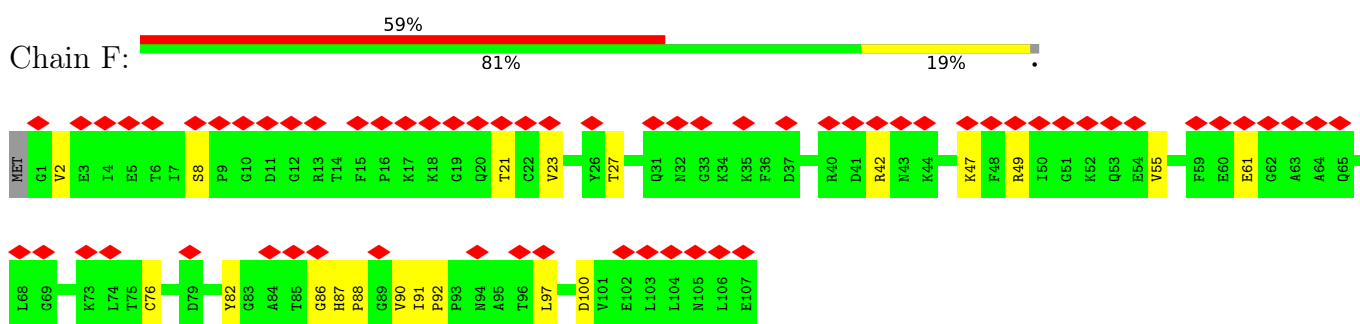 59%
Chain F:
81% 19% •
MET G1 V2 E3 I4 E5 T6 I7 S8 P9 G10 D11 G12 R13 T14 F15 P16 K17 K18 G19 Q20 T21 C22 V23 Y26 T27 Q31 N32 G33 K34 K35 F36 D37 R40 D41 R42 N43 K44 K47 F48 R49 I50 G51 K52 Q53 E54 V55 F59 E60 E61 G62 A63 A64 Q65
L68 G69 K73 L74 T75 C76 D79 Y82 G83 A84 T85 G86 H87 P88 G89 V90 I91 P92 P93 N94 A95 T96 L97 D100 V101 E102 L103 L104 N105 L106 E107